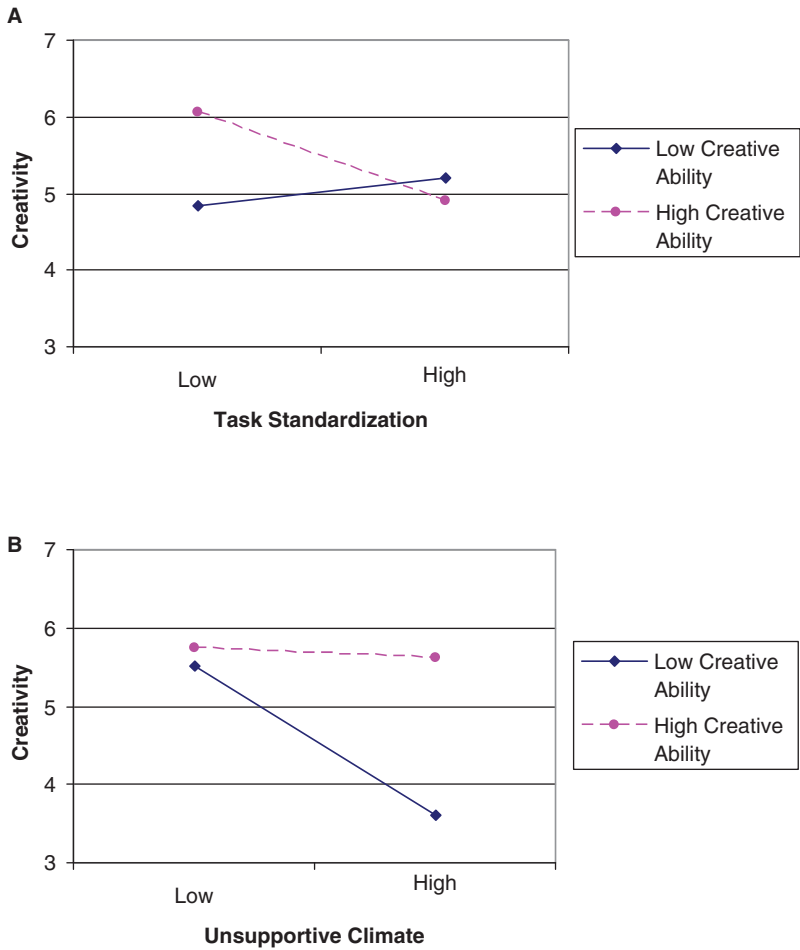 A
7
6
5
4
3
Creativity
Low
High
Task Standardization
Low Creative
Ability
High Creative
Ability
B
7
6
5
4
3
Creativity
Low
High
Unsupportive Climate
Low Creative
Ability
High Creative
Ability